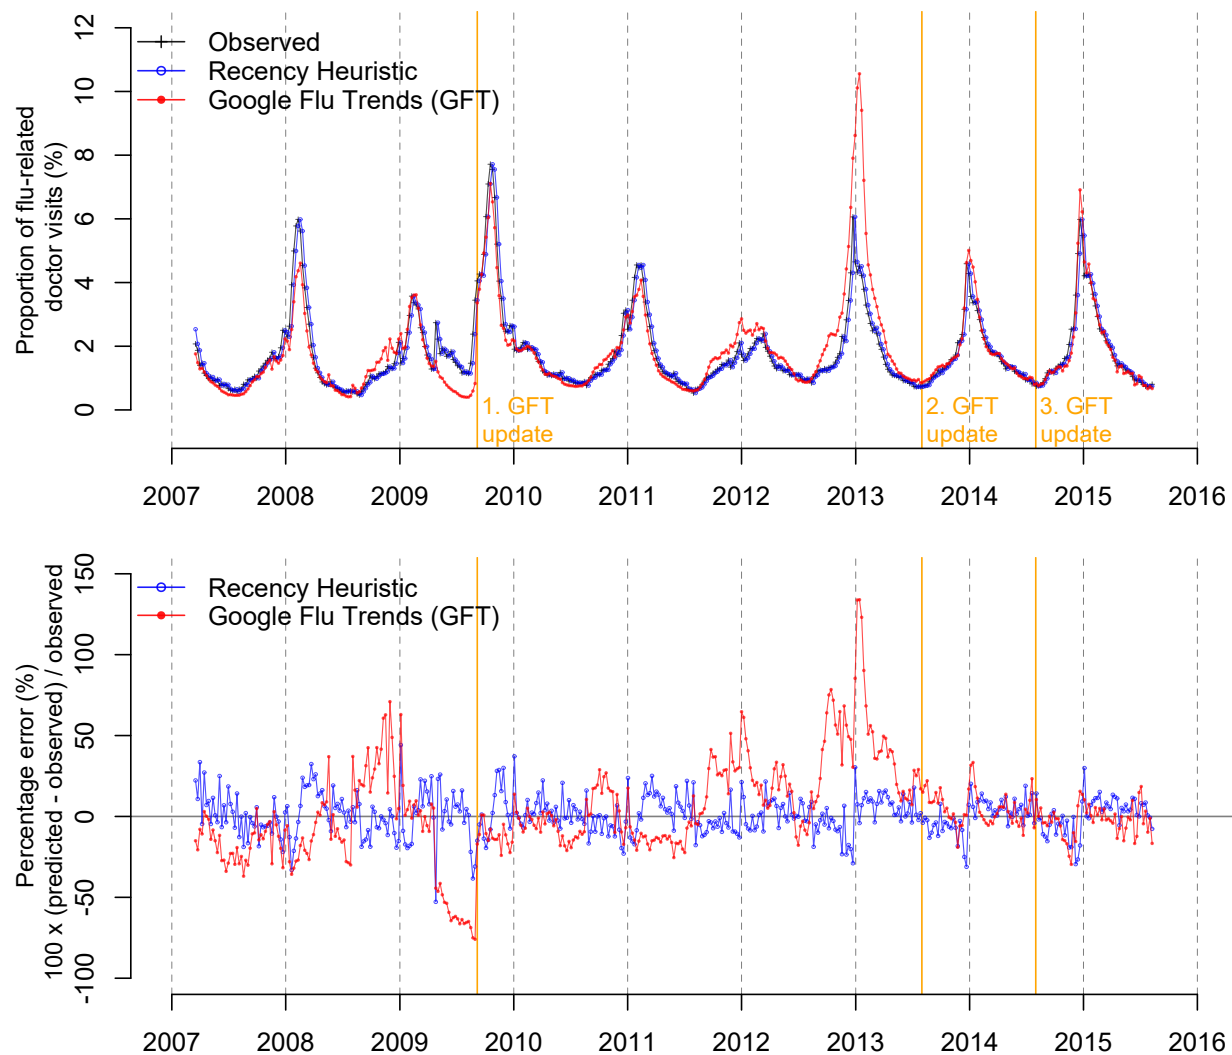 Proportion of flu-related
doctor visits (%)
12
10
8
6
4
2
0
Observed
Recency Heuristic
Google Flu Trends (GFT)
1. GFT
update
2. GFT
update
3. GFT
update
2007 2008 2009 2010 2011 2012 2013 2014 2015 2016
Percentage error (%)
100 x (predicted - observed) / observed
150
100
50
0
-50
-100
Recency Heuristic
Google Flu Trends (GFT)
2007 2008 2009 2010 2011 2012 2013 2014 2015 2016